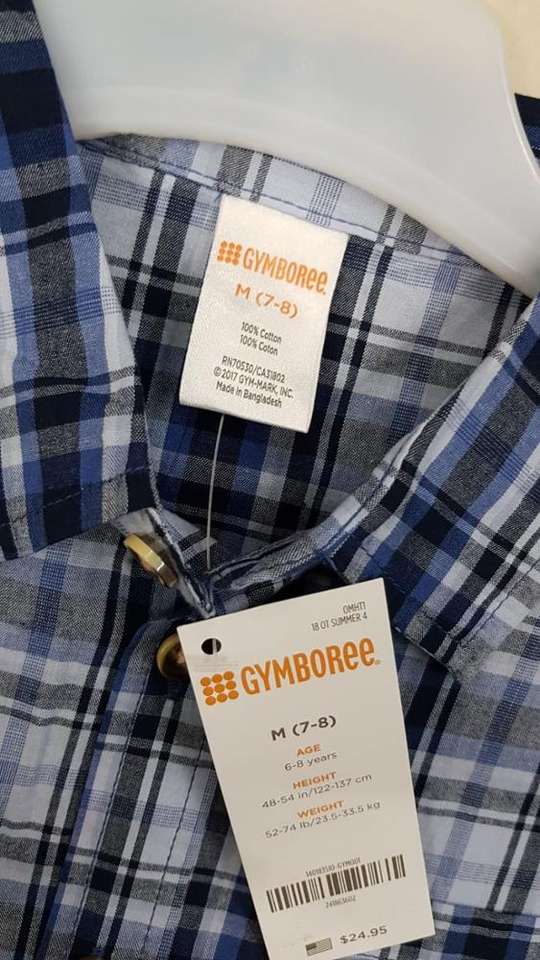 GYMBOREE
M (7-8)
100% Cotton
100% Coton
RN70530/CA31802
©2017 GYM-MARK, INC.
Made in Bangladesh
OMHT1
18 OT SUMMER 4
GYMBOREE
M (7-8)
AGE
6-8 years
HEIGHT
48-54 in/122-137 cm
WEIGHT
52-74 lb/23.5-33.5 kg
$24.95